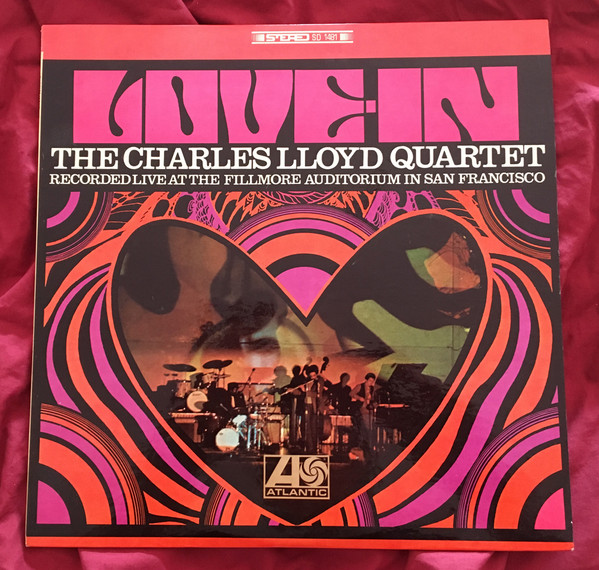 STEREO SD 1481
LOVE-IN
THE CHARLES LLOYD QUARTET
RECORDED LIVE AT THE FILLMORE AUDITORIUM IN SAN FRANCISCO
A
ATLANTIC